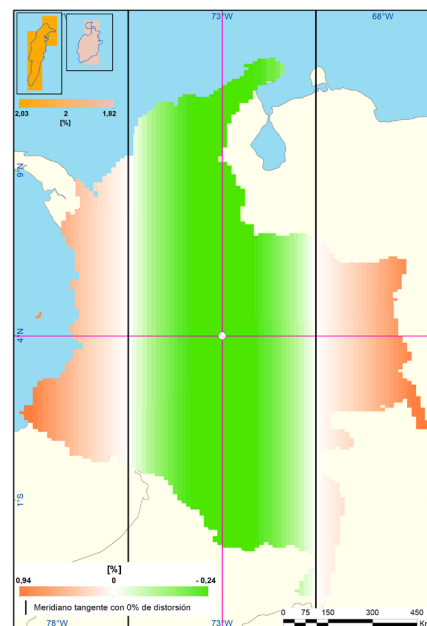 73°W
68°W
2,03 2 1,82
[%]
9°N
4°N
1°S
[%]
0,94 0 - 0,24
Meridiano tangente con 0% de distorsión
0 75 150 300 450
Km
78°W
73°W